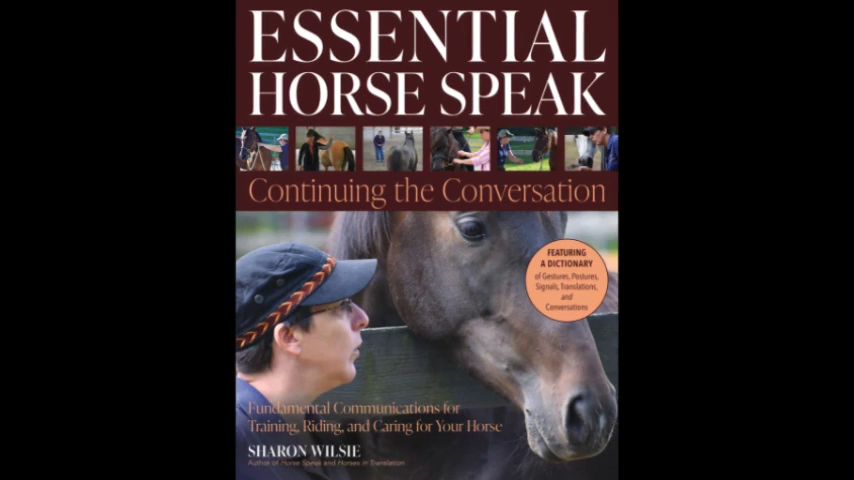 ESSENTIAL
HORSE SPEAK
Continuing the Conversation
FEATURING
A DICTIONARY
of Gestures, Postures,
Signals, Translations,
and
Conversations
Fundamental Communications for
Training, Riding, and Caring for Your Horse
SHARON WILSIE
Author of Horse Speak and Horses in Translation